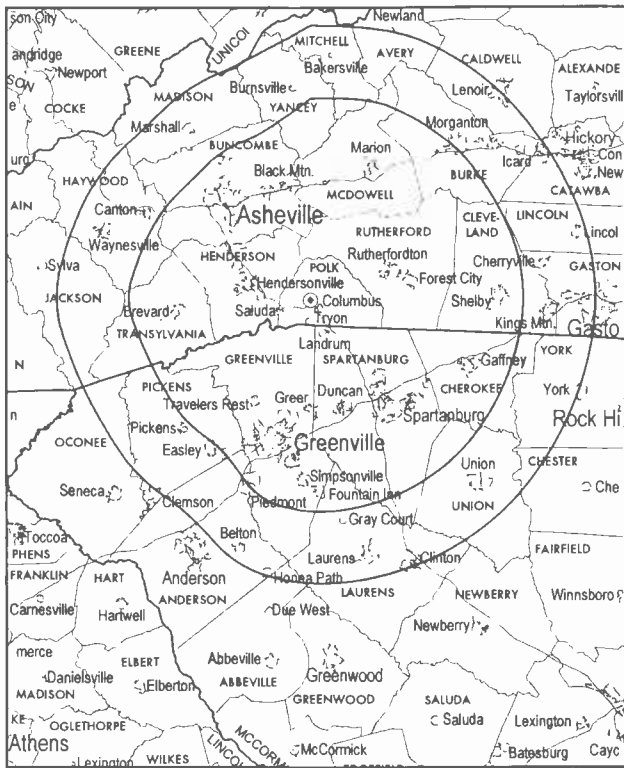 son City
Newland
GREENE
UNICOI
MITCHELL
AVERY
CALDWELL
andridge
Newport
Bakersville
ALEXANDE
SON
e
COCKE
MADISON
Burnsville
YANCEY
Lenoir
Taylorsvill
Marshall
Morganton
BUNCOMBE
Marion
Hickory
urg
Black Mtn.
Icard
Con
HAYWOOD
MCDOWELL
BURKE
New
CATAWBA
AIN
Canton
Asheville
CLEVE-
LAND
LINCOLN
Waynesville
RUTHERFORD
Lincol
HENDERSON
Rutherfordton
Cherryville
GASTON
Sylva
POLK
Forest City
Hendersonville
JACKSON
Columbus
Shelby
Brevard
Saluda
Tryon
Kings Mtn.
Gasto
TRANSYLVANIA
Landrum
N
GREENVILLE
SPARTANBURG
Gaffney
YORK
PICKENS
Duncan
CHEROKEE
York
Travelers Rest
Greer
n
Pickens
Spartanburg
Rock Hi
OCONEE
Easley
Greenville
Simpsonville
Union
CHESTER
Seneca
Clemson
Piedmont
Fountain Inn
UNION
Che
Gray Court
Toccoa
Belton
PHENS
Laurens
Clinton
FAIRFIELD
FRANKLIN
HART
Anderson
Honea Path
ANDERSON
LAURENS
NEWBERRY
Winnsboro
Carnesville
Hartwell
Due West
Newberry
merce
ELBERT
Abbeville
Greenwood
Danielsville
Elberton
ABBEVILLE
MADISON
GREENWOOD
SALUDA
KE
OGLETHORPE
Saluda
Lexington
Athens
MCCORM
McCormick
Batesburg
Cayc
Lexington
WILKES
LINCOL